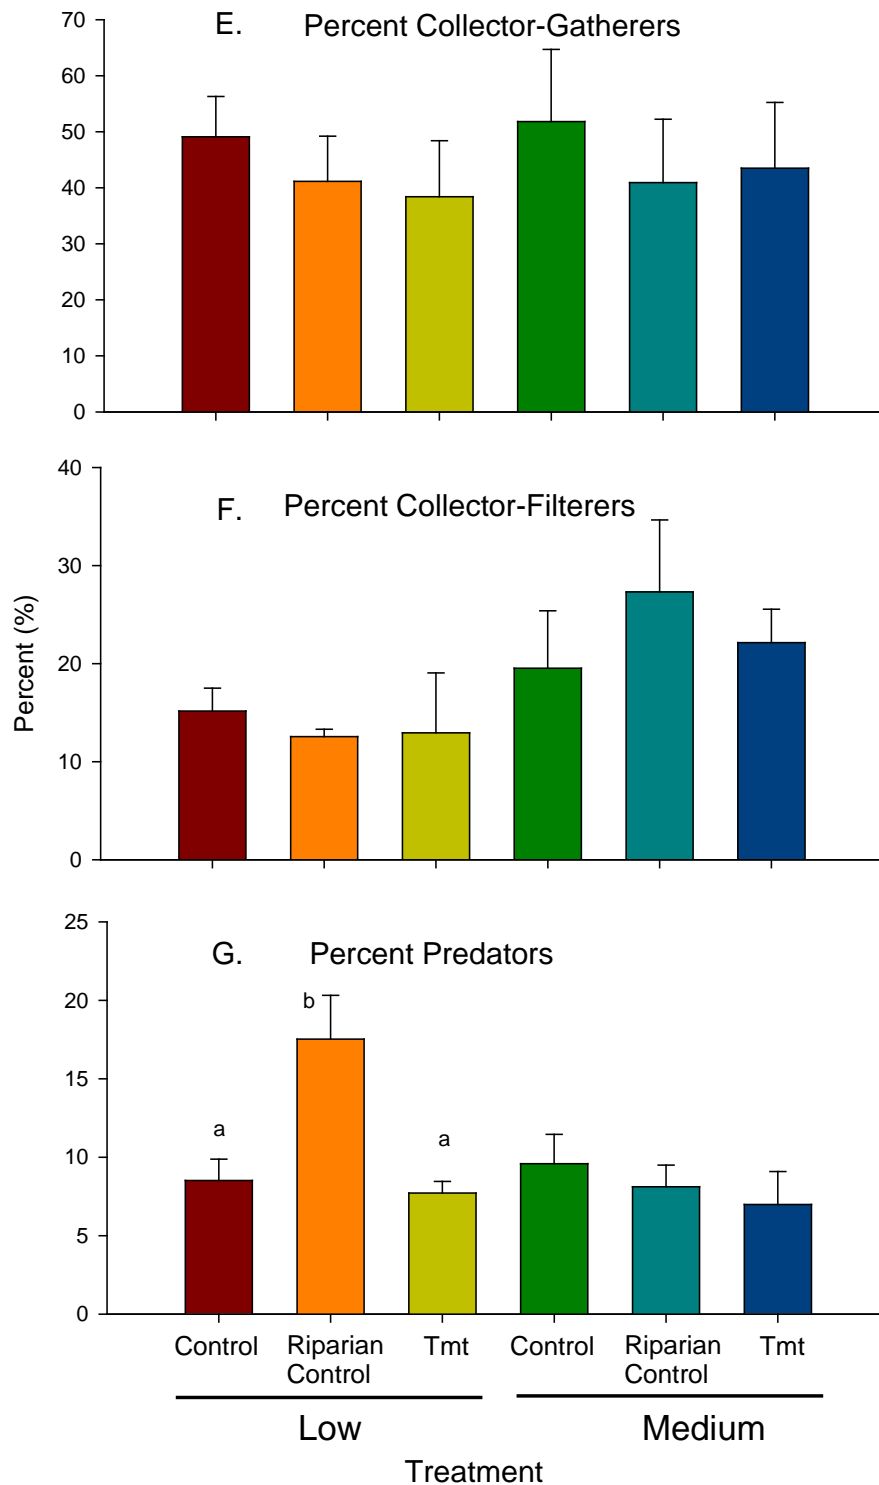 E. Percent Collector-Gatherers
70
60
50
40
30
20
10
0
F. Percent Collector-Filterers
40
30
20
10
0
Percent (%)
G. Percent Predators
25
20
15
10
5
0
a
b
a
Control Riparian Control Tmt Control Riparian Control Tmt
Low Medium
Treatment